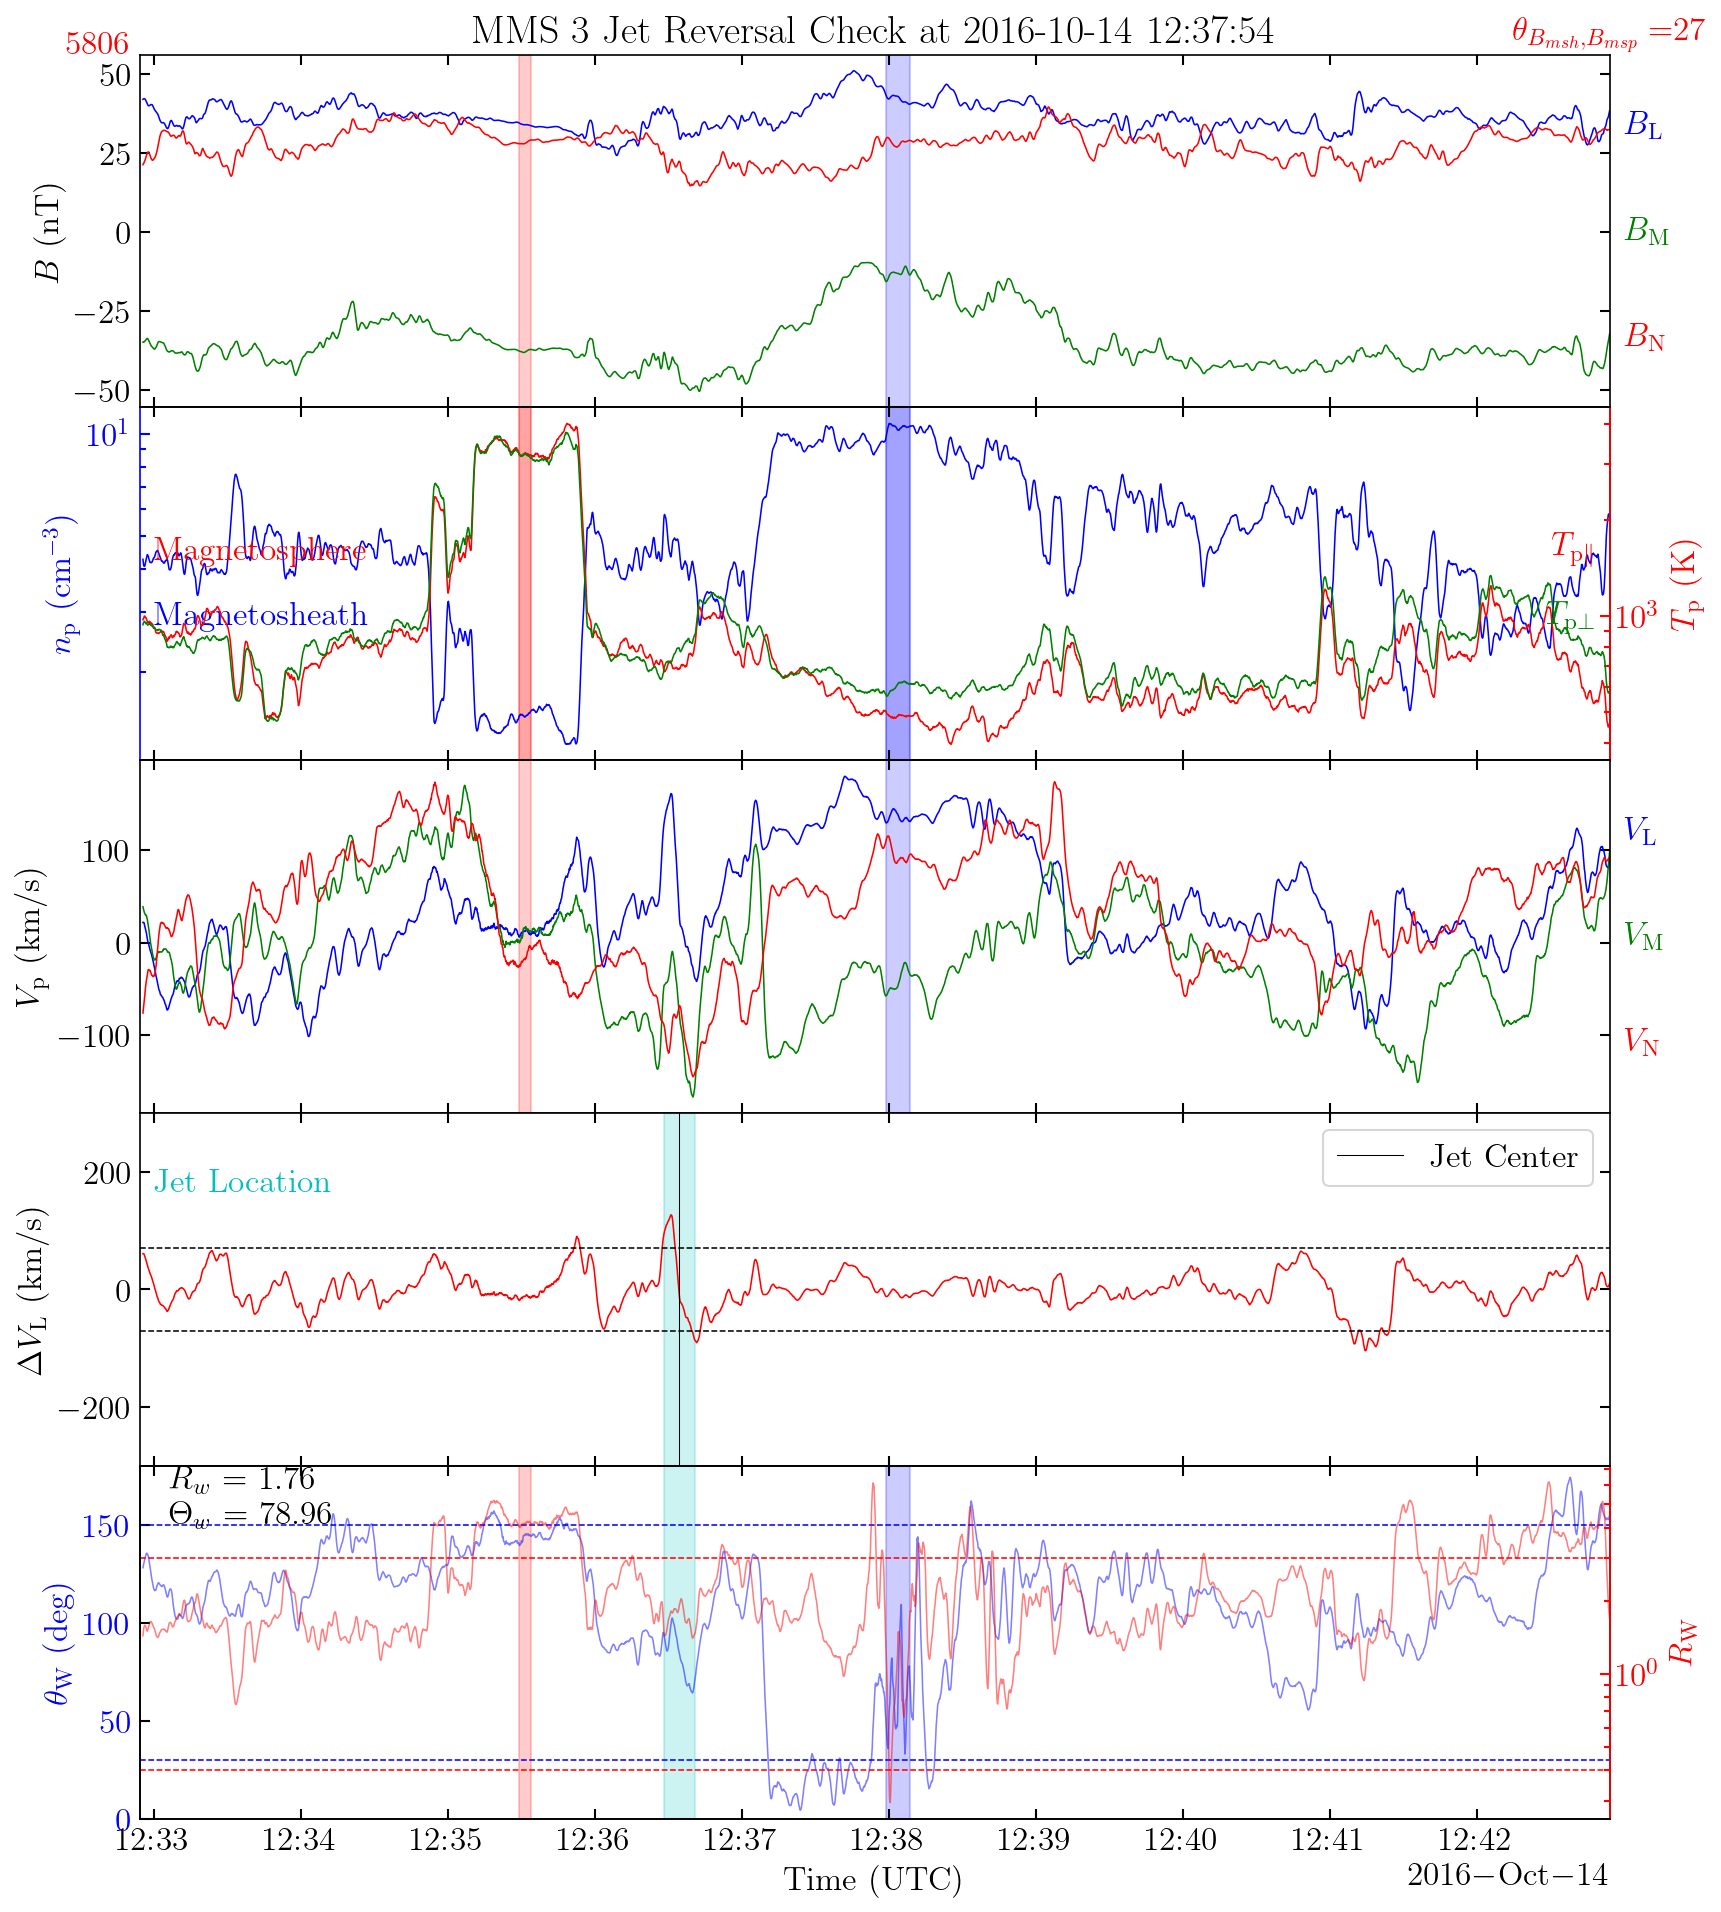 MMS 3 Jet Reversal Check at 2016-10-14 12:37:54
5806
θ_{B_{msh},B_{msp}} =27
50
25
0
−25
−50
B (nT)
B_L
B_M
B_N
10^1
n_p (cm^{−3})
Magnetosphere
Magnetosheath
T_{p∥}
T_{p⊥}
10^3
T_p (K)
100
0
−100
V_p (km/s)
V_L
V_M
V_N
200
0
−200
ΔV_L (km/s)
Jet Location
Jet Center
R_w = 1.76
Θ_w = 78.96
150
100
50
0
θ_W (deg)
10^0
R_W
12:33 12:34 12:35 12:36 12:37 12:38 12:39 12:40 12:41 12:42
Time (UTC)
2016−Oct−14